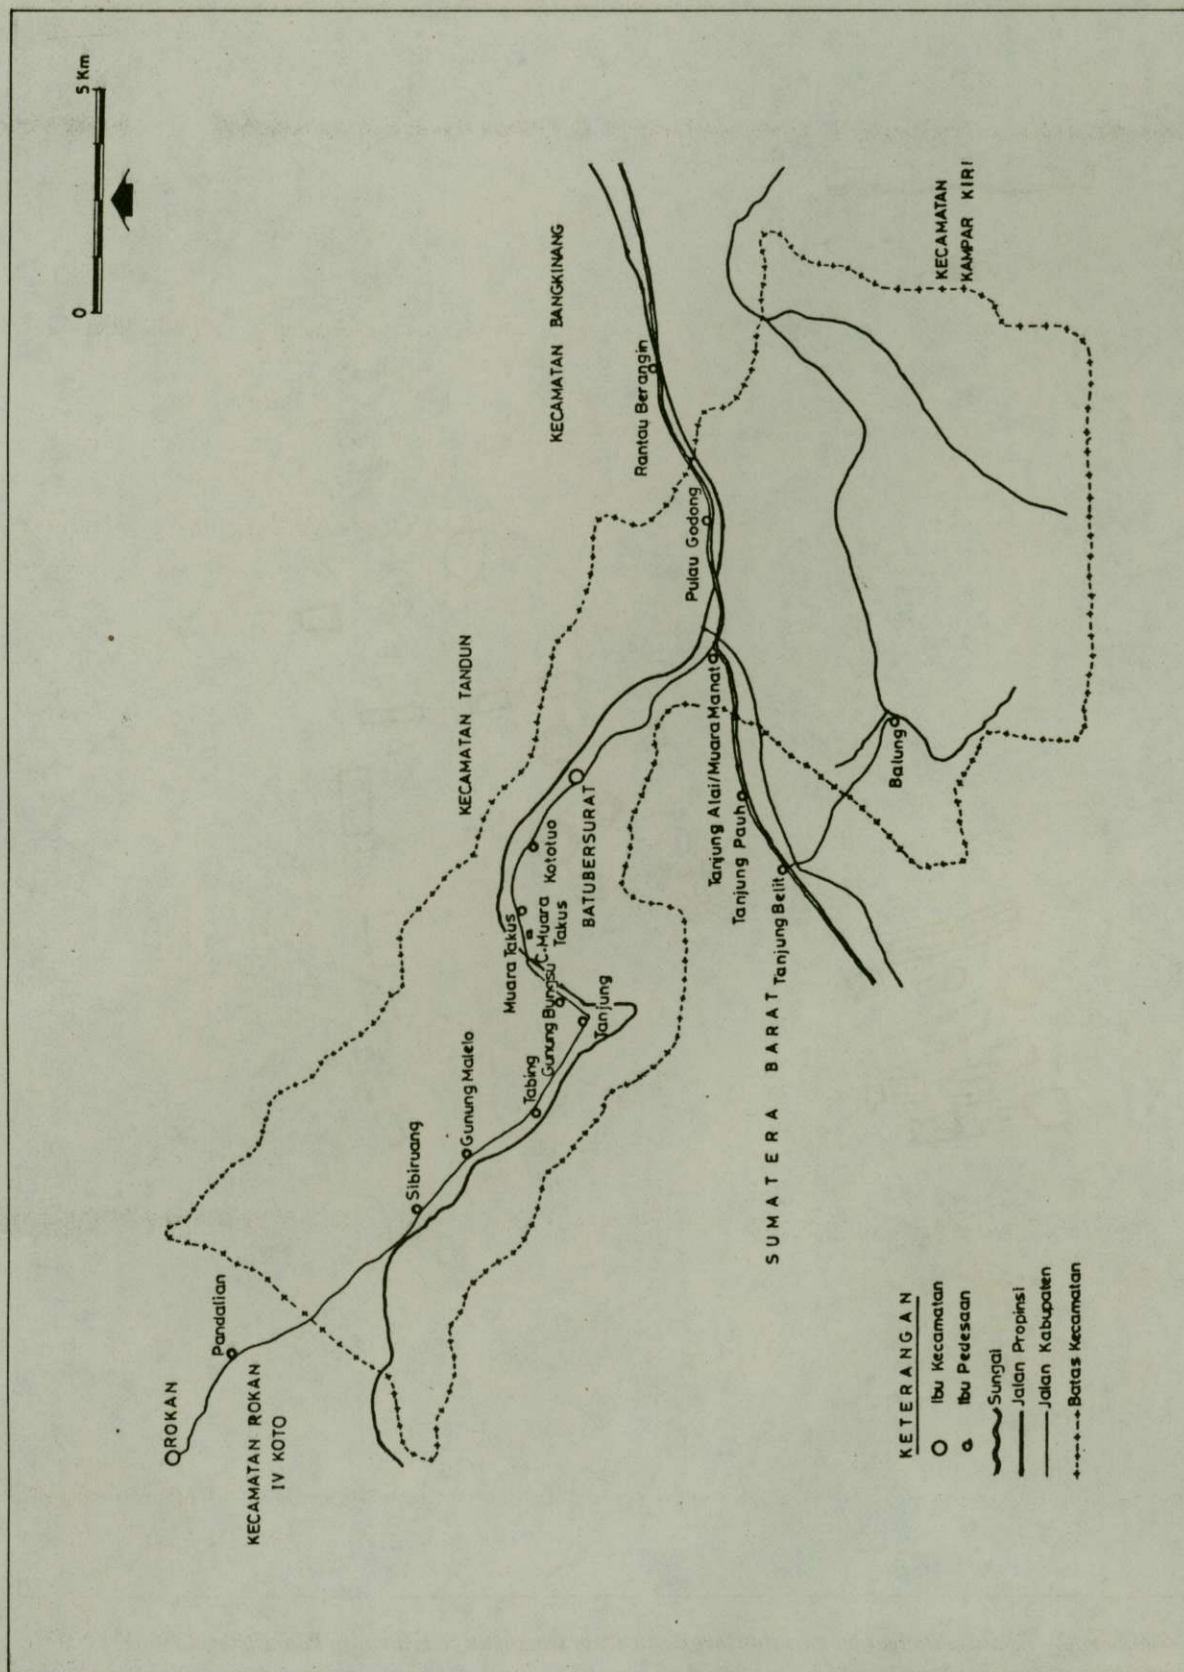 0 5 Km
OROKAN
Pandalian
KECAMATAN ROKAN
IV KOTO
Sibiruang
Gunung Malelo
KECAMATAN TANDUN
KECAMATAN BANGKINANG
Muara Takus
C. Muara
Takus
Kototuo
Tabing
Gunung Bungsu
Tanjung
BATUBERSURAT
Rantau Berangin
Pulau Godong
Tanjung Alai/Muara Manat
Tanjung Pauh
Tanjung Belit
SUMATERA BARAT
Balung
KECAMATAN
KAMPAR KIRI
KETERANGAN
Ibu Kecamatan
Ibu Pedesaan
Sungai
Jalan Propinsi
Jalan Kabupaten
Batas Kecamatan